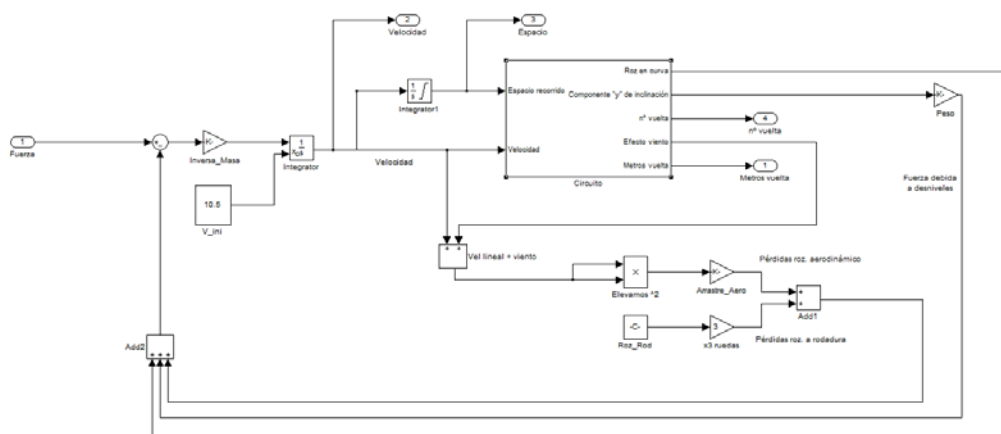 2
Velocidad
3
Espacio
Roz en curva
Espacio recorrido
Componente "y" de inclinación
K-
Peso
1
s
Integrator1
nº vuelta
4
nº vuelta
1
Fuerza
K-
Inversa_Masa
1
s
Integrator
Velocidad
Velocidad
Efecto viento
Metros vuelta
1
Metros vuelta
Circuito
Fuerza debida
a desniveles
10.5
V_ini
Vel lineal + viento
Pérdidas roz. aerodinámico
×
Elevamos ^2
K-
Arrastre_Aero
Add1
-C-
Roz_Rod
3
x3 ruedas
Pérdidas roz. a rodadura
Add2